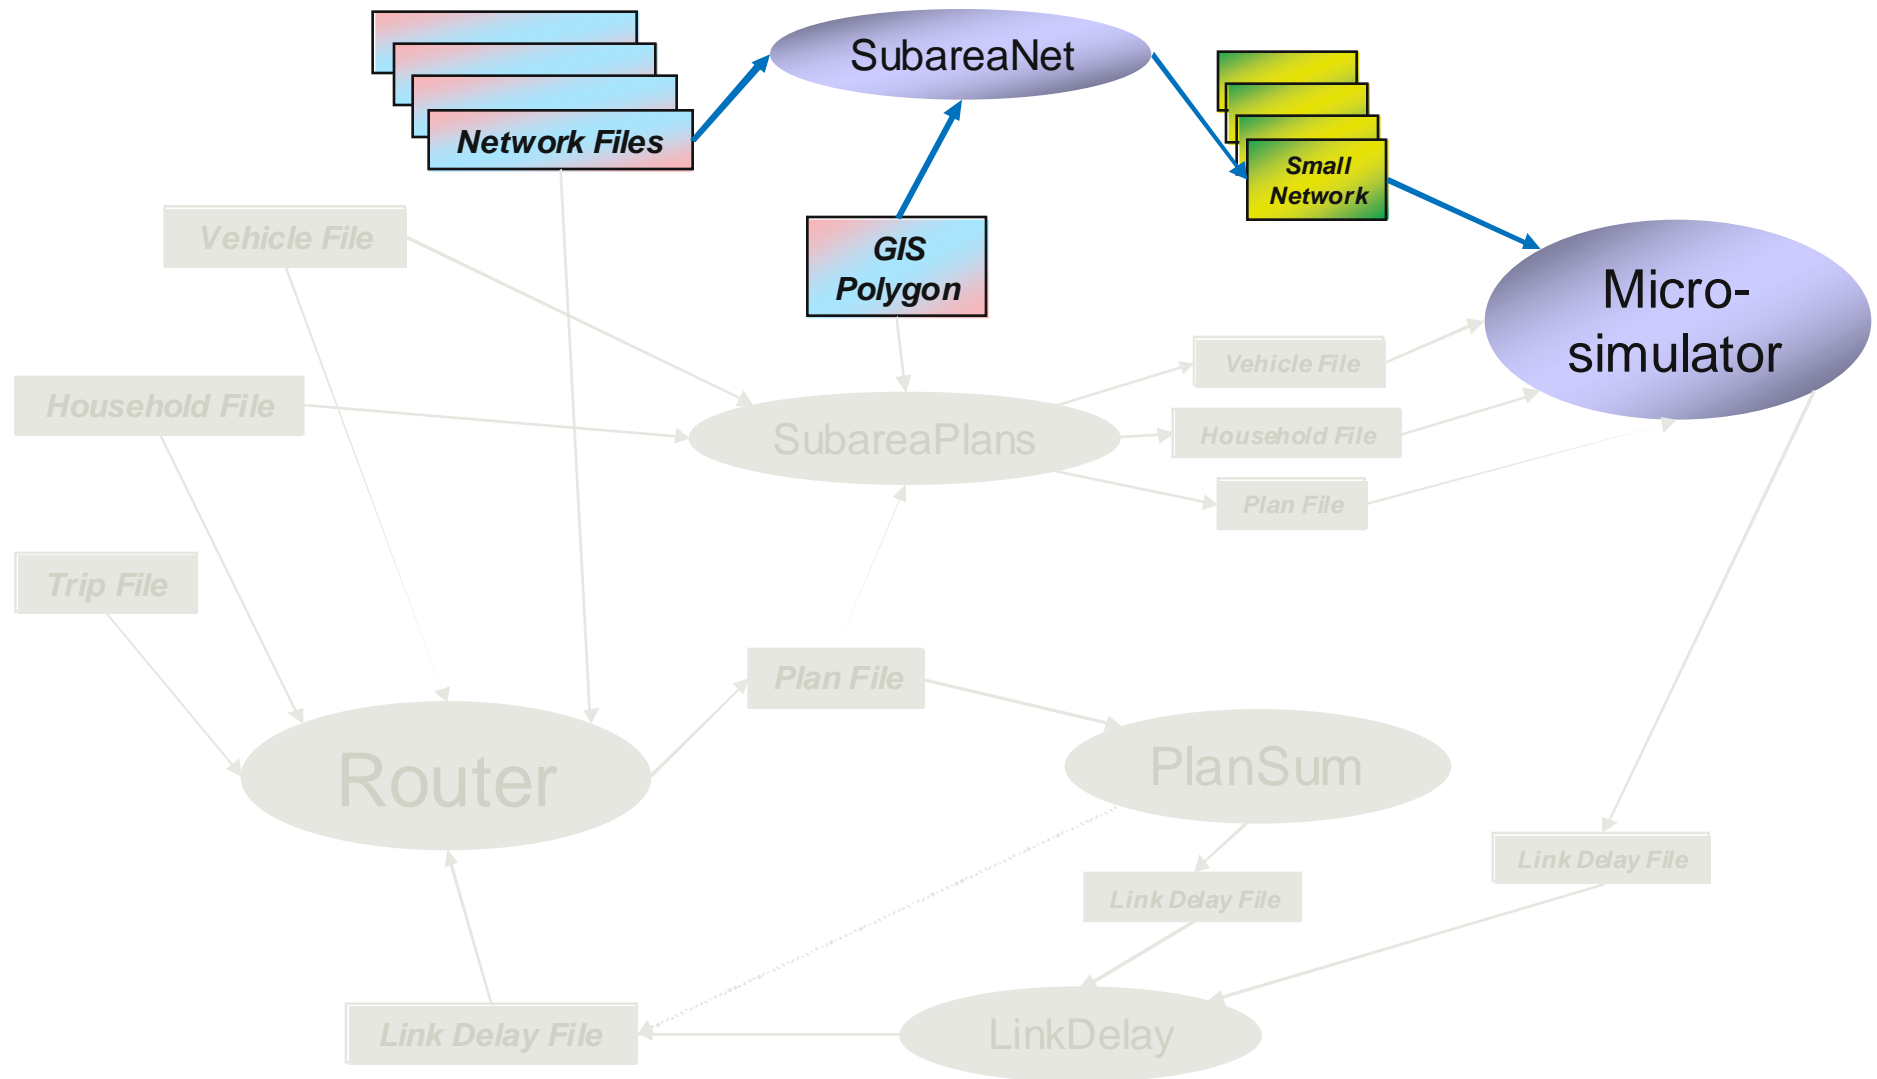 SubareaNet
Network Files
Small
Network
Vehicle File
GIS
Polygon
Micro-
simulator
Vehicle File
Household File
SubareaPlans
Household File
Plan File
Trip File
Plan File
Router
PlanSum
Link Delay File
Link Delay File
Link Delay File
LinkDelay